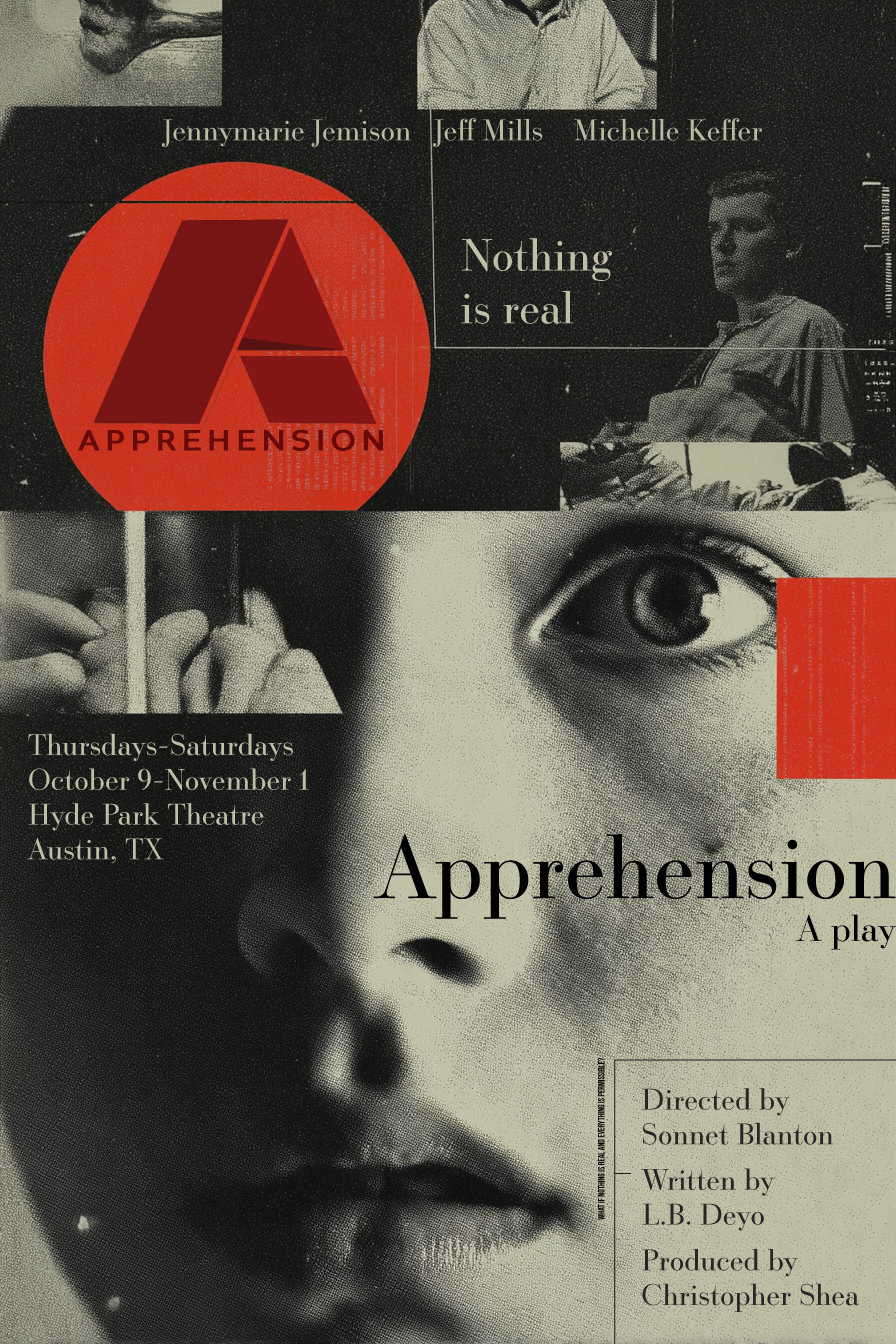 Jennymarie Jemison Jeff Mills Michelle Keffer
Nothing
is real
A
APPREHENSION
Thursdays-Saturdays
October 9-November 1
Hyde Park Theatre
Austin, TX
Apprehension
A play
WHAT IF NOTHING IS REAL AND EVERYTHING IS PERMISSIBLE?
Directed by
Sonnet Blanton
Written by
L.B. Deyo
Produced by
Christopher Shea